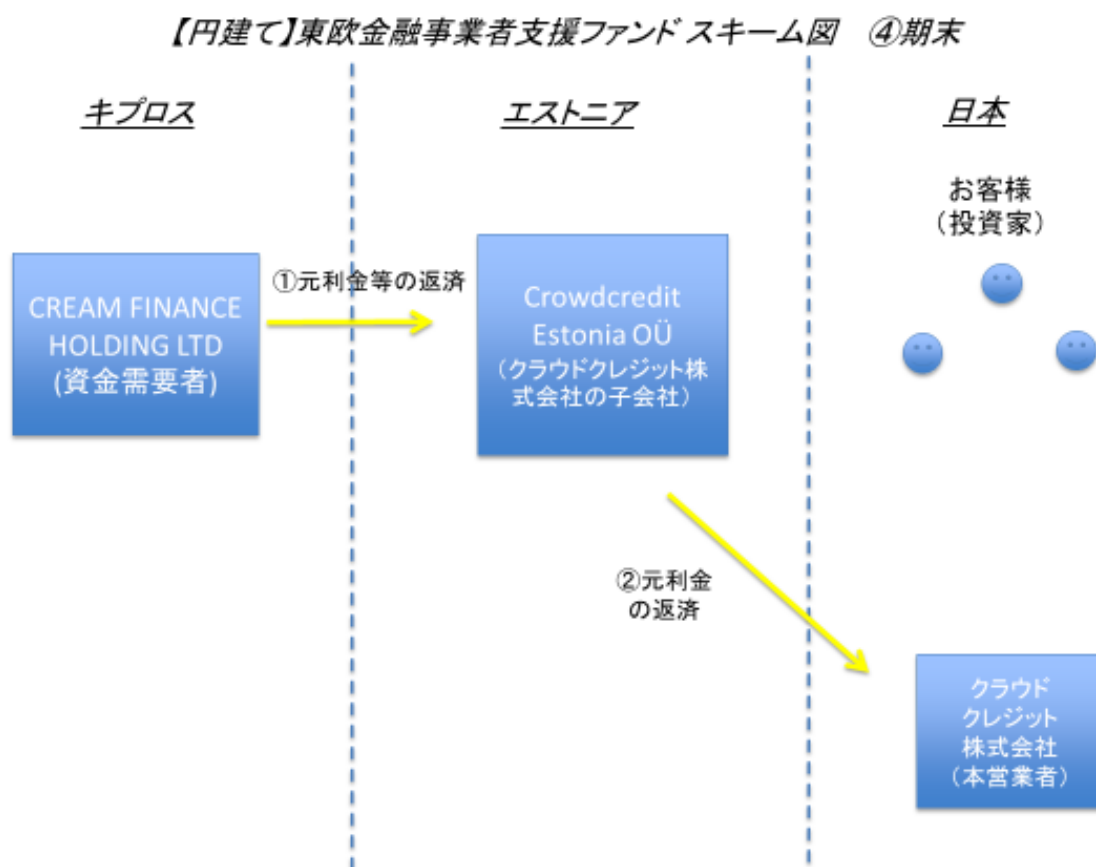 【円建て】東欧金融事業者支援ファンド スキーム図　④期末
キプロス
エストニア
日本
お客様
（投資家）
CREAM FINANCE
HOLDING LTD
(資金需要者)
①元利金等の返済
Crowdcredit
Estonia OÜ
（クラウドクレジット株
式会社の子会社）
②元利金
の返済
クラウド
クレジット
株式会社
（本営業者）